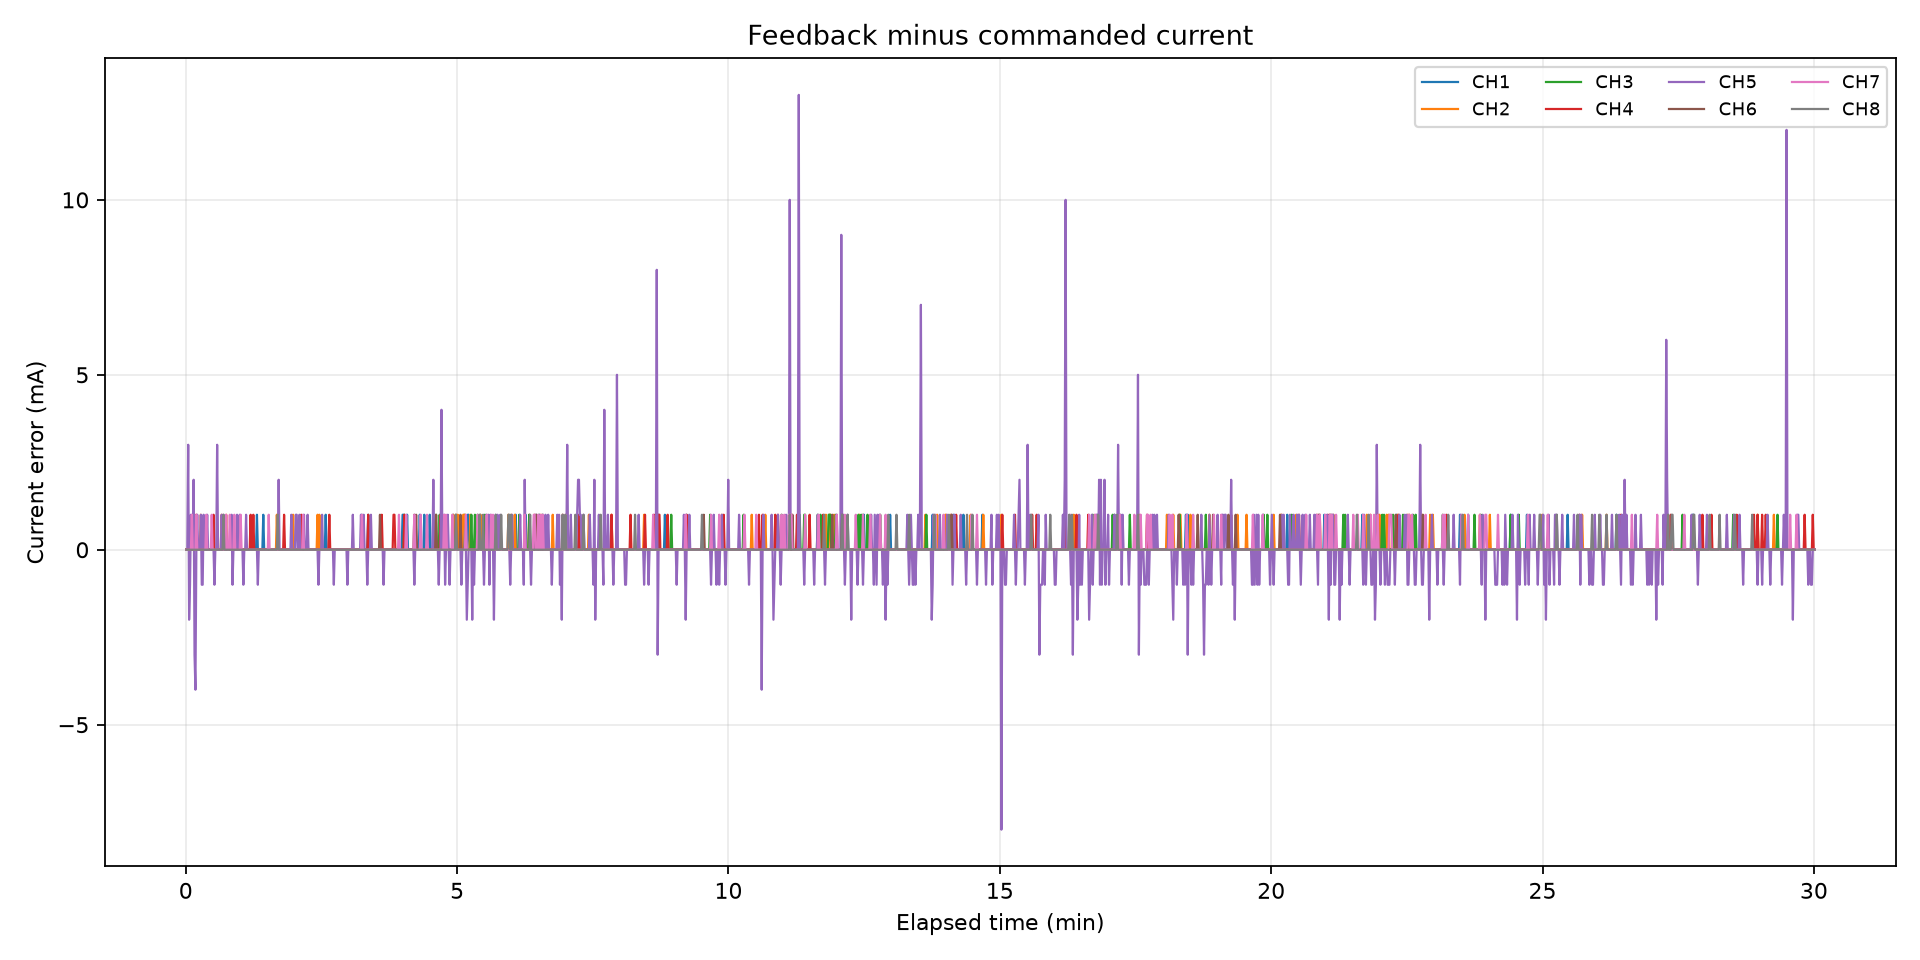 Feedback minus commanded current
CH1 CH3 CH5 CH7
CH2 CH4 CH6 CH8
10
5
0
−5
Current error (mA)
0 5 10 15 20 25 30
Elapsed time (min)